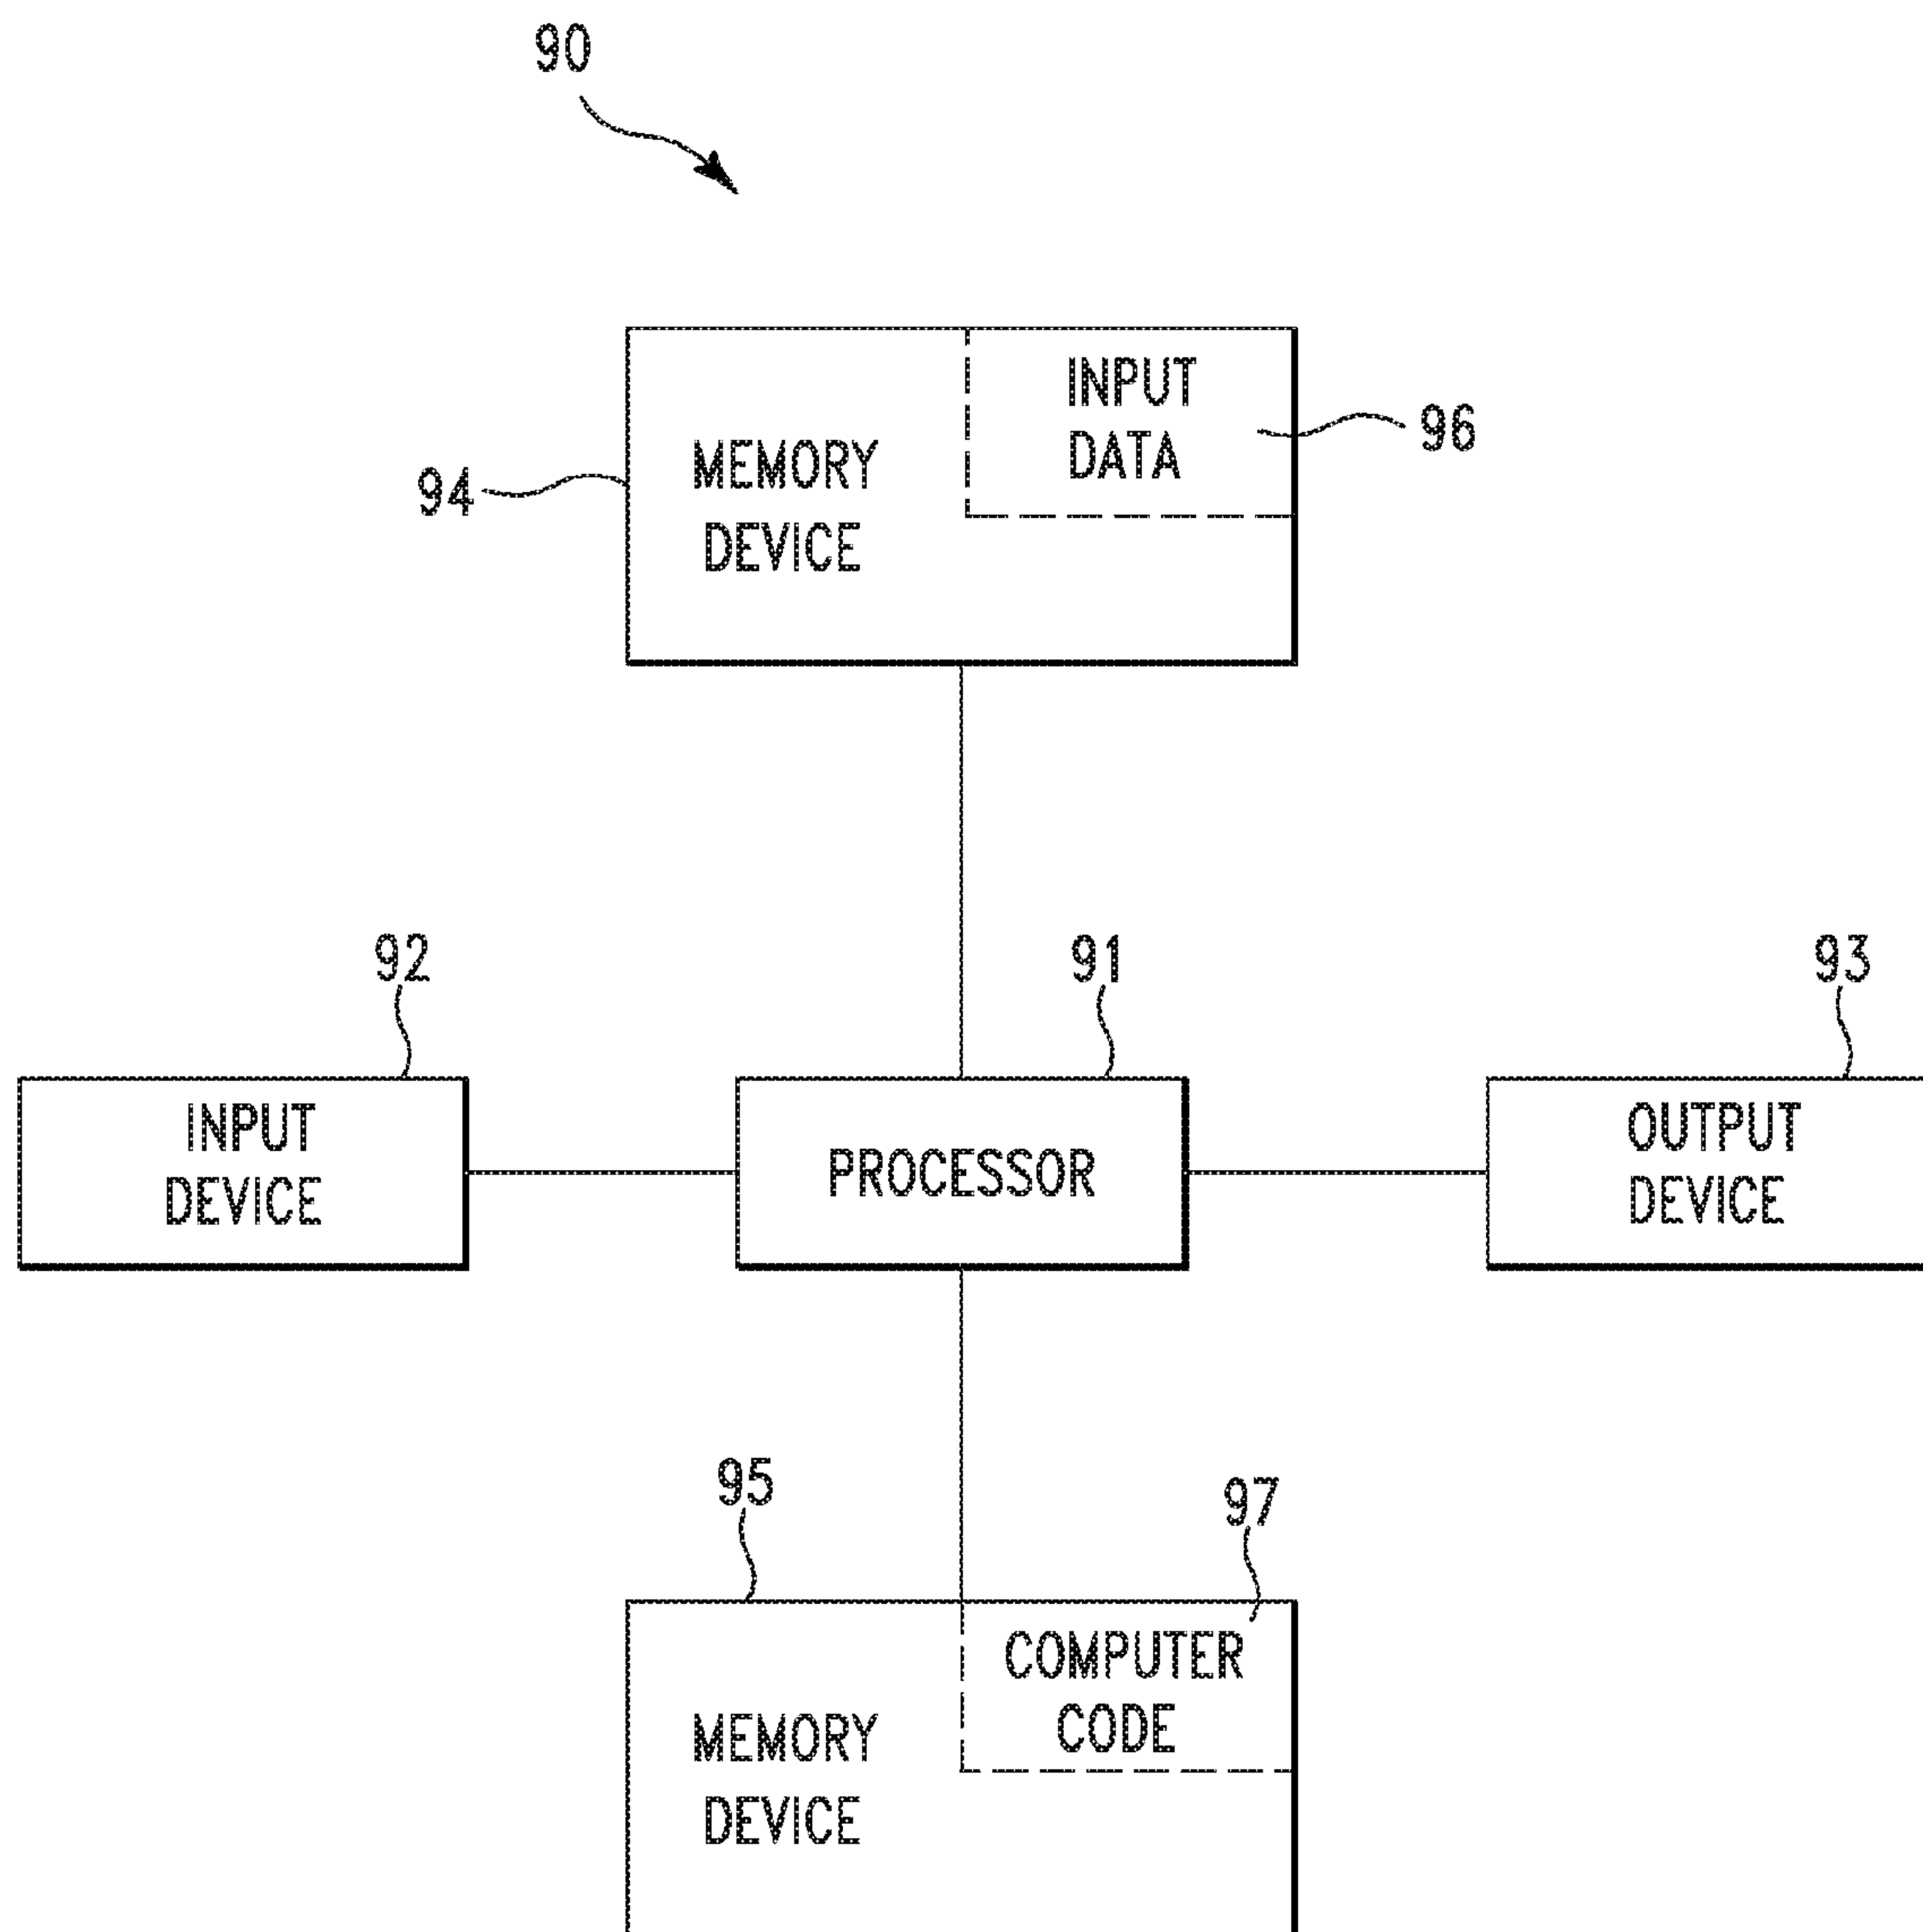 90
INPUT
DATA
96
MEMORY
DEVICE
94
92
91
93
INPUT
DEVICE
PROCESSOR
OUTPUT
DEVICE
95
97
COMPUTER
CODE
MEMORY
DEVICE